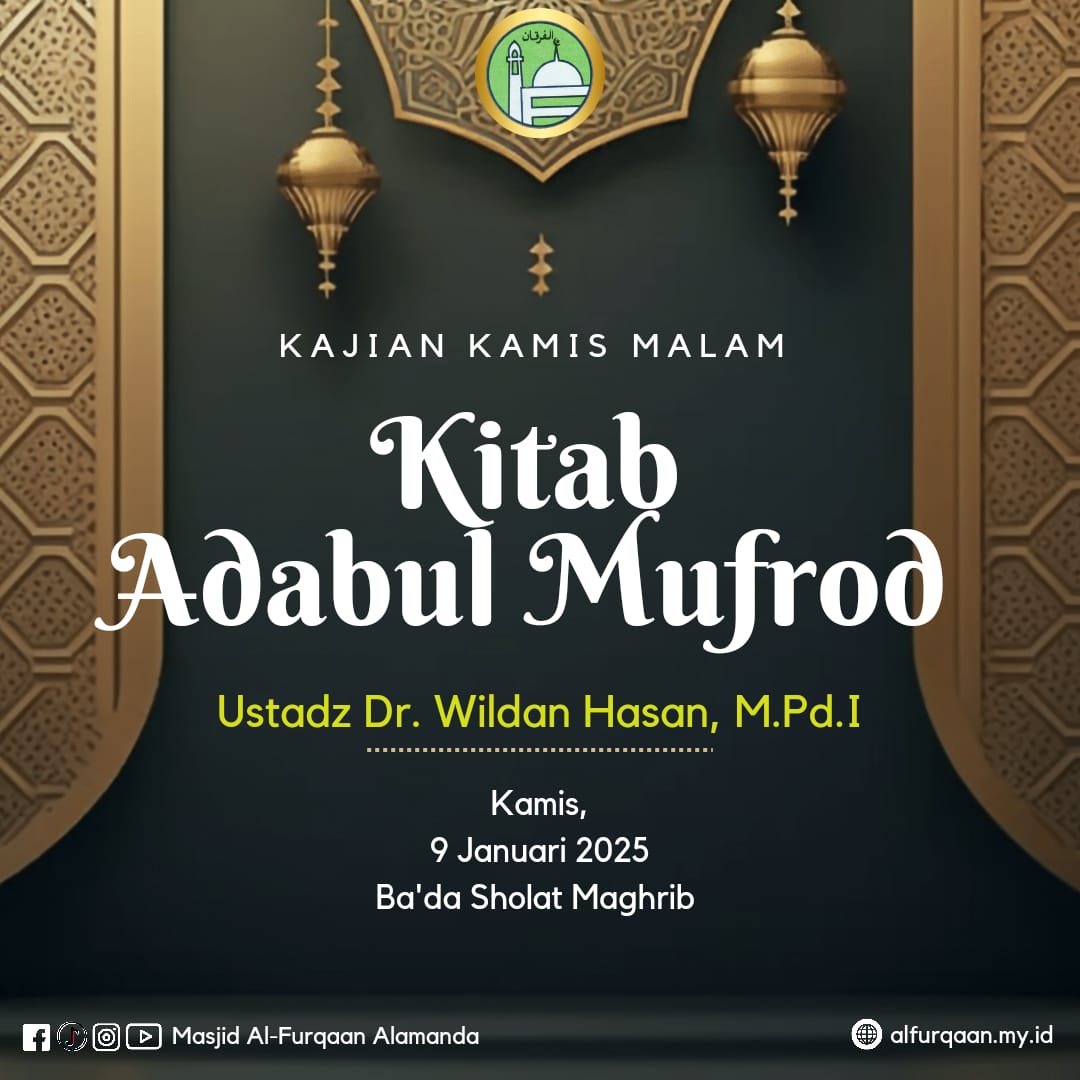 الفرقان
KAJIAN KAMIS MALAM
Kitab
Adabul Mufrod
Ustadz Dr. Wildan Hasan, M.Pd.I
Kamis,
9 Januari 2025
Ba'da Sholat Maghrib
Masjid Al-Furqaan Alamanda
alfurqaan.my.id